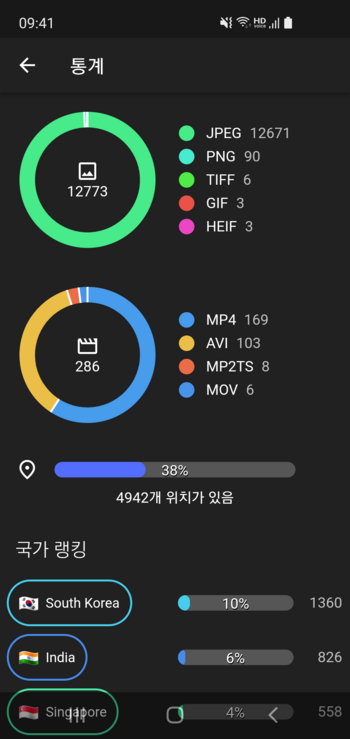 09:41
HD
VOICE
통계
12773
JPEG 12671
PNG 90
TIFF 6
GIF 3
HEIF 3
286
MP4 169
AVI 103
MP2TS 8
MOV 6
38%
4942개 위치가 있음
국가 랭킹
South Korea 10% 1360
India 6% 826
Singapore 4% 558